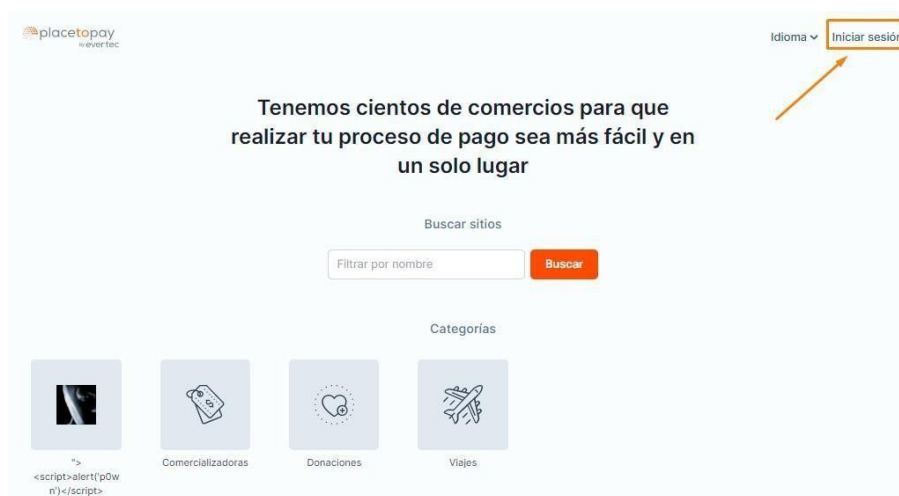 placetopay
by evertec
Idioma
Iniciar sesión
Tenemos cientos de comercios para que
realizar tu proceso de pago sea más fácil y en
un solo lugar
Buscar sitios
Filtrar por nombre
Buscar
Categorías
">
<script>alert('p0w
n')</script>
Comercializadoras
Donaciones
Viajes